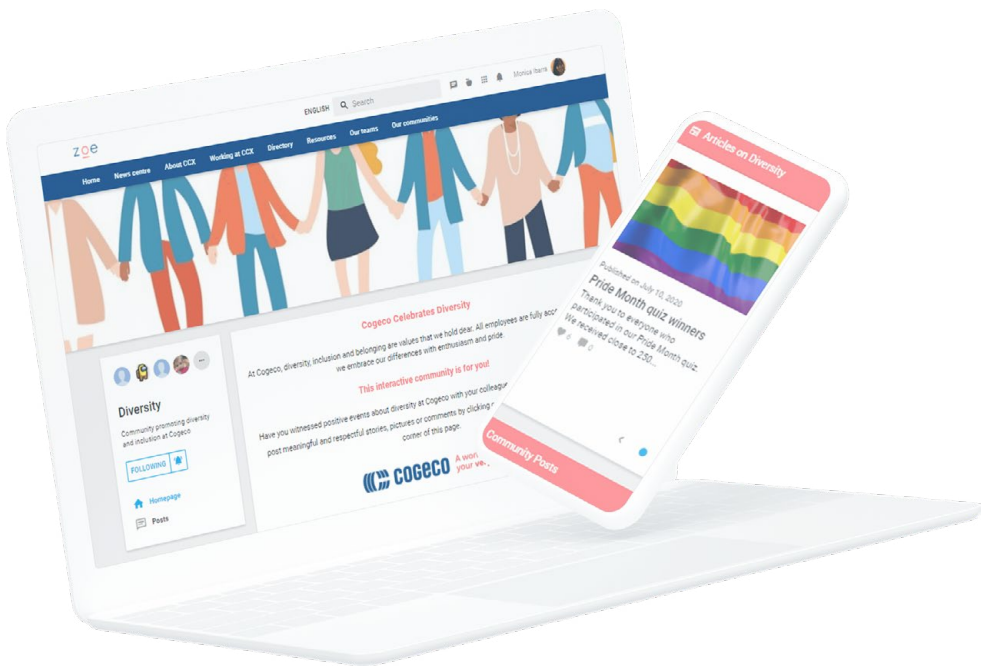 zoe
ENGLISH
Search
Monica Ibarra
Home
News centre
About CCX
Working at CCX
Directory
Resources
Our teams
Our communities
Cogeco Celebrates Diversity
At Cogeco, diversity, inclusion and belonging are values that we hold dear. All employees are fully
we embrace our differences with enthusiasm and pride.
This interactive community is for you!
Have you witnessed positive events about diversity at Cogeco with your
post meaningful and respectful stories, pictures or comments by clicking
corner of this page.
COGECO
A
your
Diversity
Community promoting diversity
and inclusion at Cogeco
FOLLOWING
Homepage
Posts
Articles on Diversity
Published on July 10, 2020
Pride Month quiz winners
Thank you to everyone who
participated in our Pride Month quiz.
We received close to 250...
6
0
Community Posts